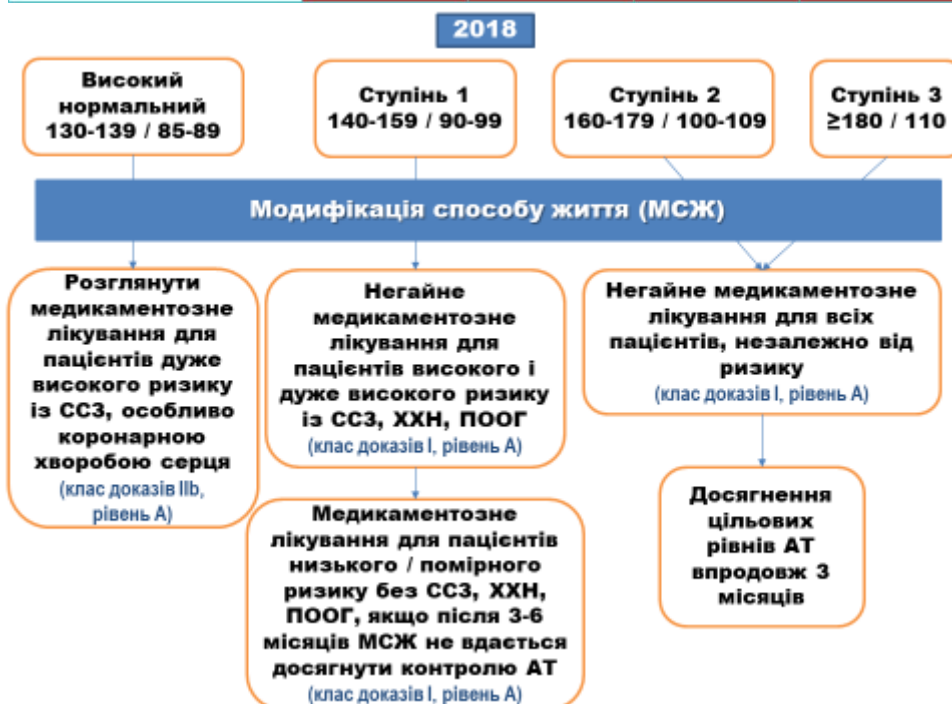 2018
Високий
нормальний
130-139 / 85-89
Ступінь 1
140-159 / 90-99
Ступінь 2
160-179 / 100-109
Ступінь 3
≥180 / 110
Модифікація способу життя (МСЖ)
Розглянути
медикаментозне
лікування для
пацієнтів дуже
високого ризику
із ССЗ, особливо
коронарною
хворобою серця
(клас доказів IIb,
рівень А)
Негайне
медикаментозне
лікування для
пацієнтів високого і
дуже високого ризику
із ССЗ, ХХН, ПООГ
(клас доказів I, рівень А)
Медикаментозне
лікування для пацієнтів
низького / помірного
ризику без ССЗ, ХХН,
ПООГ, якщо після 3-6
місяців МСЖ не вдається
досягнути контролю АТ
(клас доказів I, рівень А)
Негайне медикаментозне
лікування для всіх
пацієнтів, незалежно від
ризику
(клас доказів I, рівень А)
Досягнення
цільових
рівнів АТ
впродовж 3
місяців